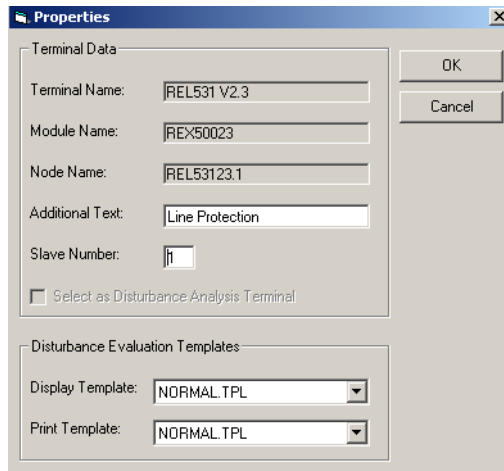 Properties
Terminal Data
Terminal Name: REL531 V2.3
Module Name: REX50023
Node Name: REL53123.1
Additional Text: Line Protection
Slave Number: 1
Select as Disturbance Analysis Terminal
OK
Cancel
Disturbance Evaluation Templates
Display Template: NORMAL.TPL
Print Template: NORMAL.TPL